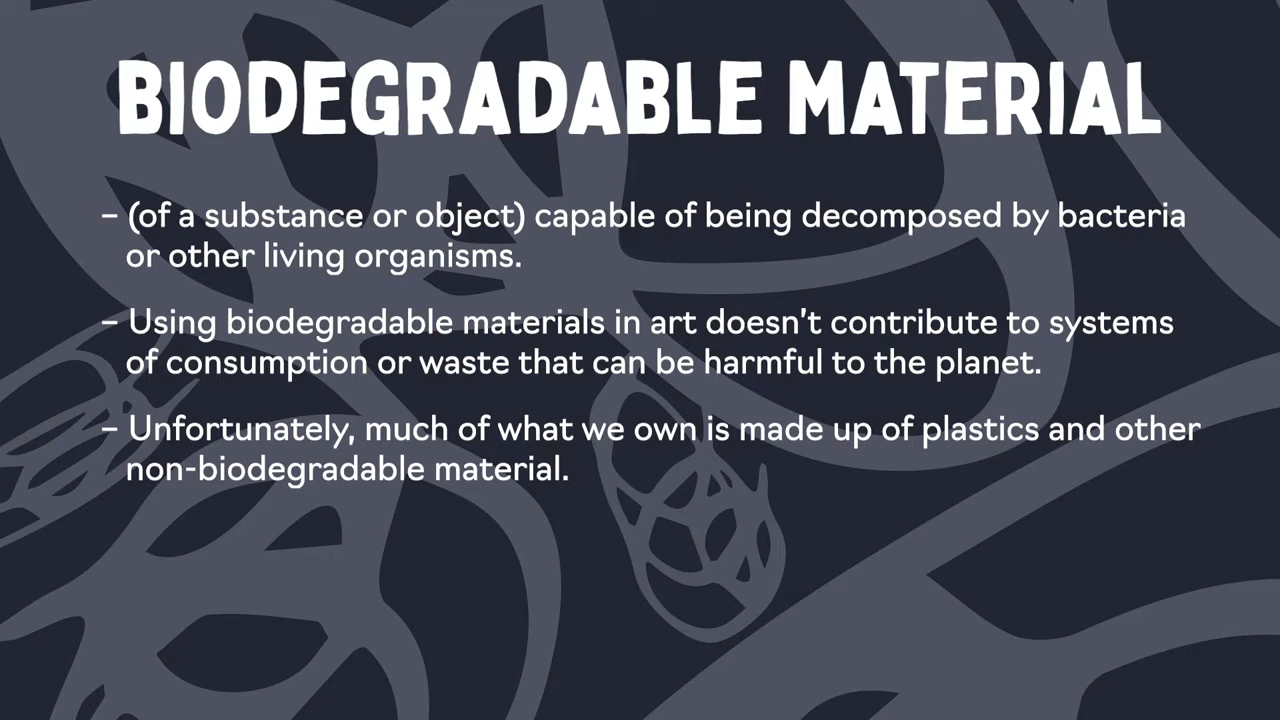 BIODEGRADABLE MATERIAL
– (of a substance or object) capable of being decomposed by bacteria
or other living organisms.
– Using biodegradable materials in art doesn't contribute to systems
of consumption or waste that can be harmful to the planet.
– Unfortunately, much of what we own is made up of plastics and other
non-biodegradable material.